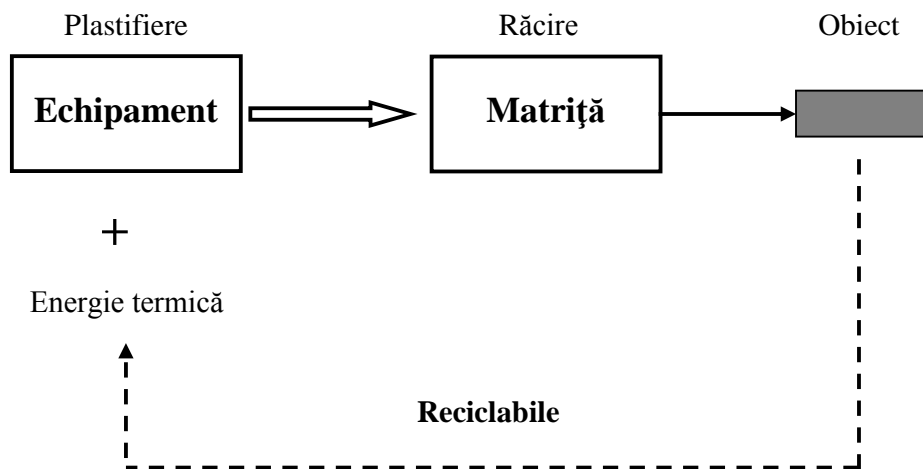 Plastifiere
Răcire
Obiect
Echipament
Matriţă
+
Energie termică
Reciclabile